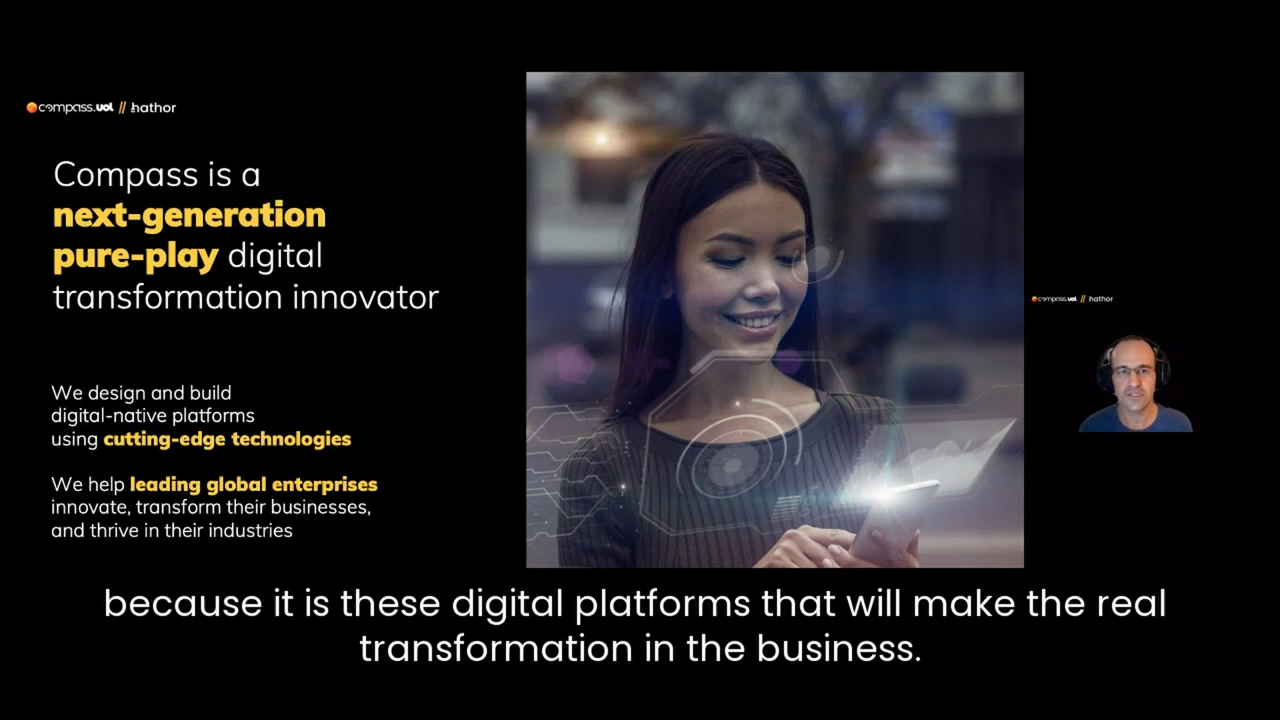 compass.uol // hathor
Compass is a
next-generation
pure-play digital
transformation innovator
We design and build
digital-native platforms
using cutting-edge technologies
We help leading global enterprises
innovate, transform their businesses,
and thrive in their industries
compass.uol // hathor
because it is these digital platforms that will make the real
transformation in the business.